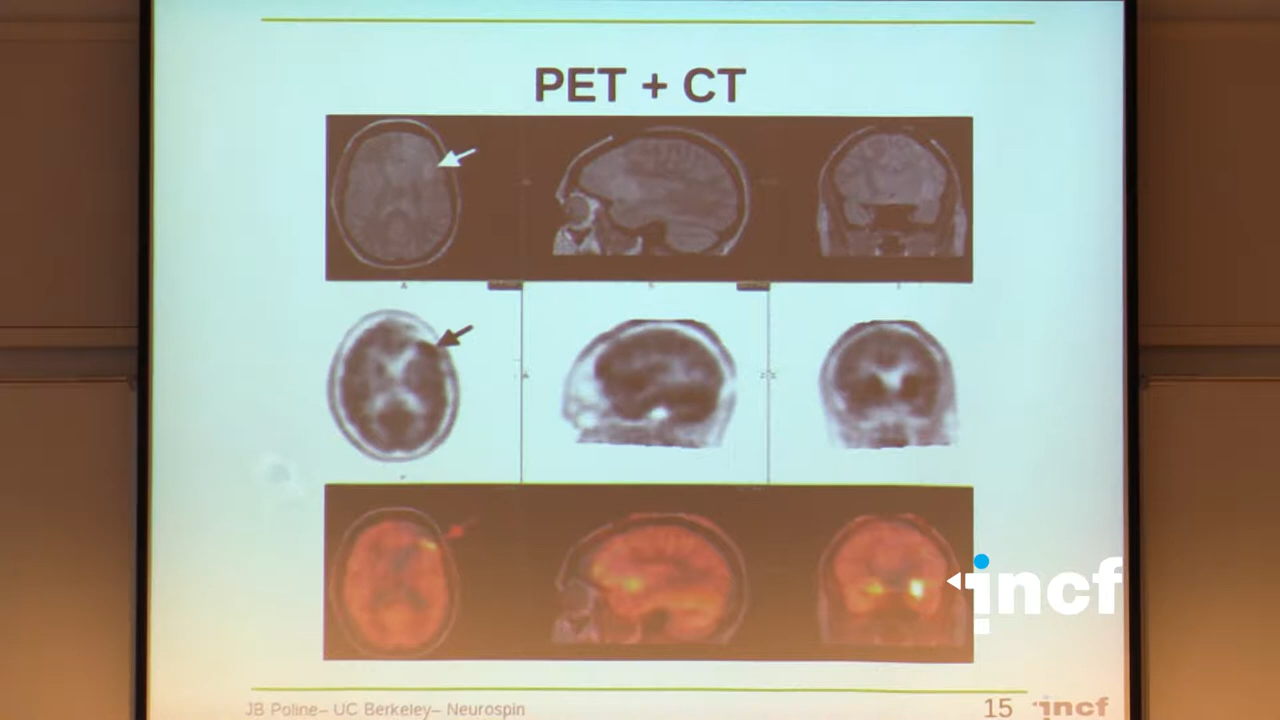 PET + CT
incf
JB Poline– UC Berkeley– Neurospin
15
incf